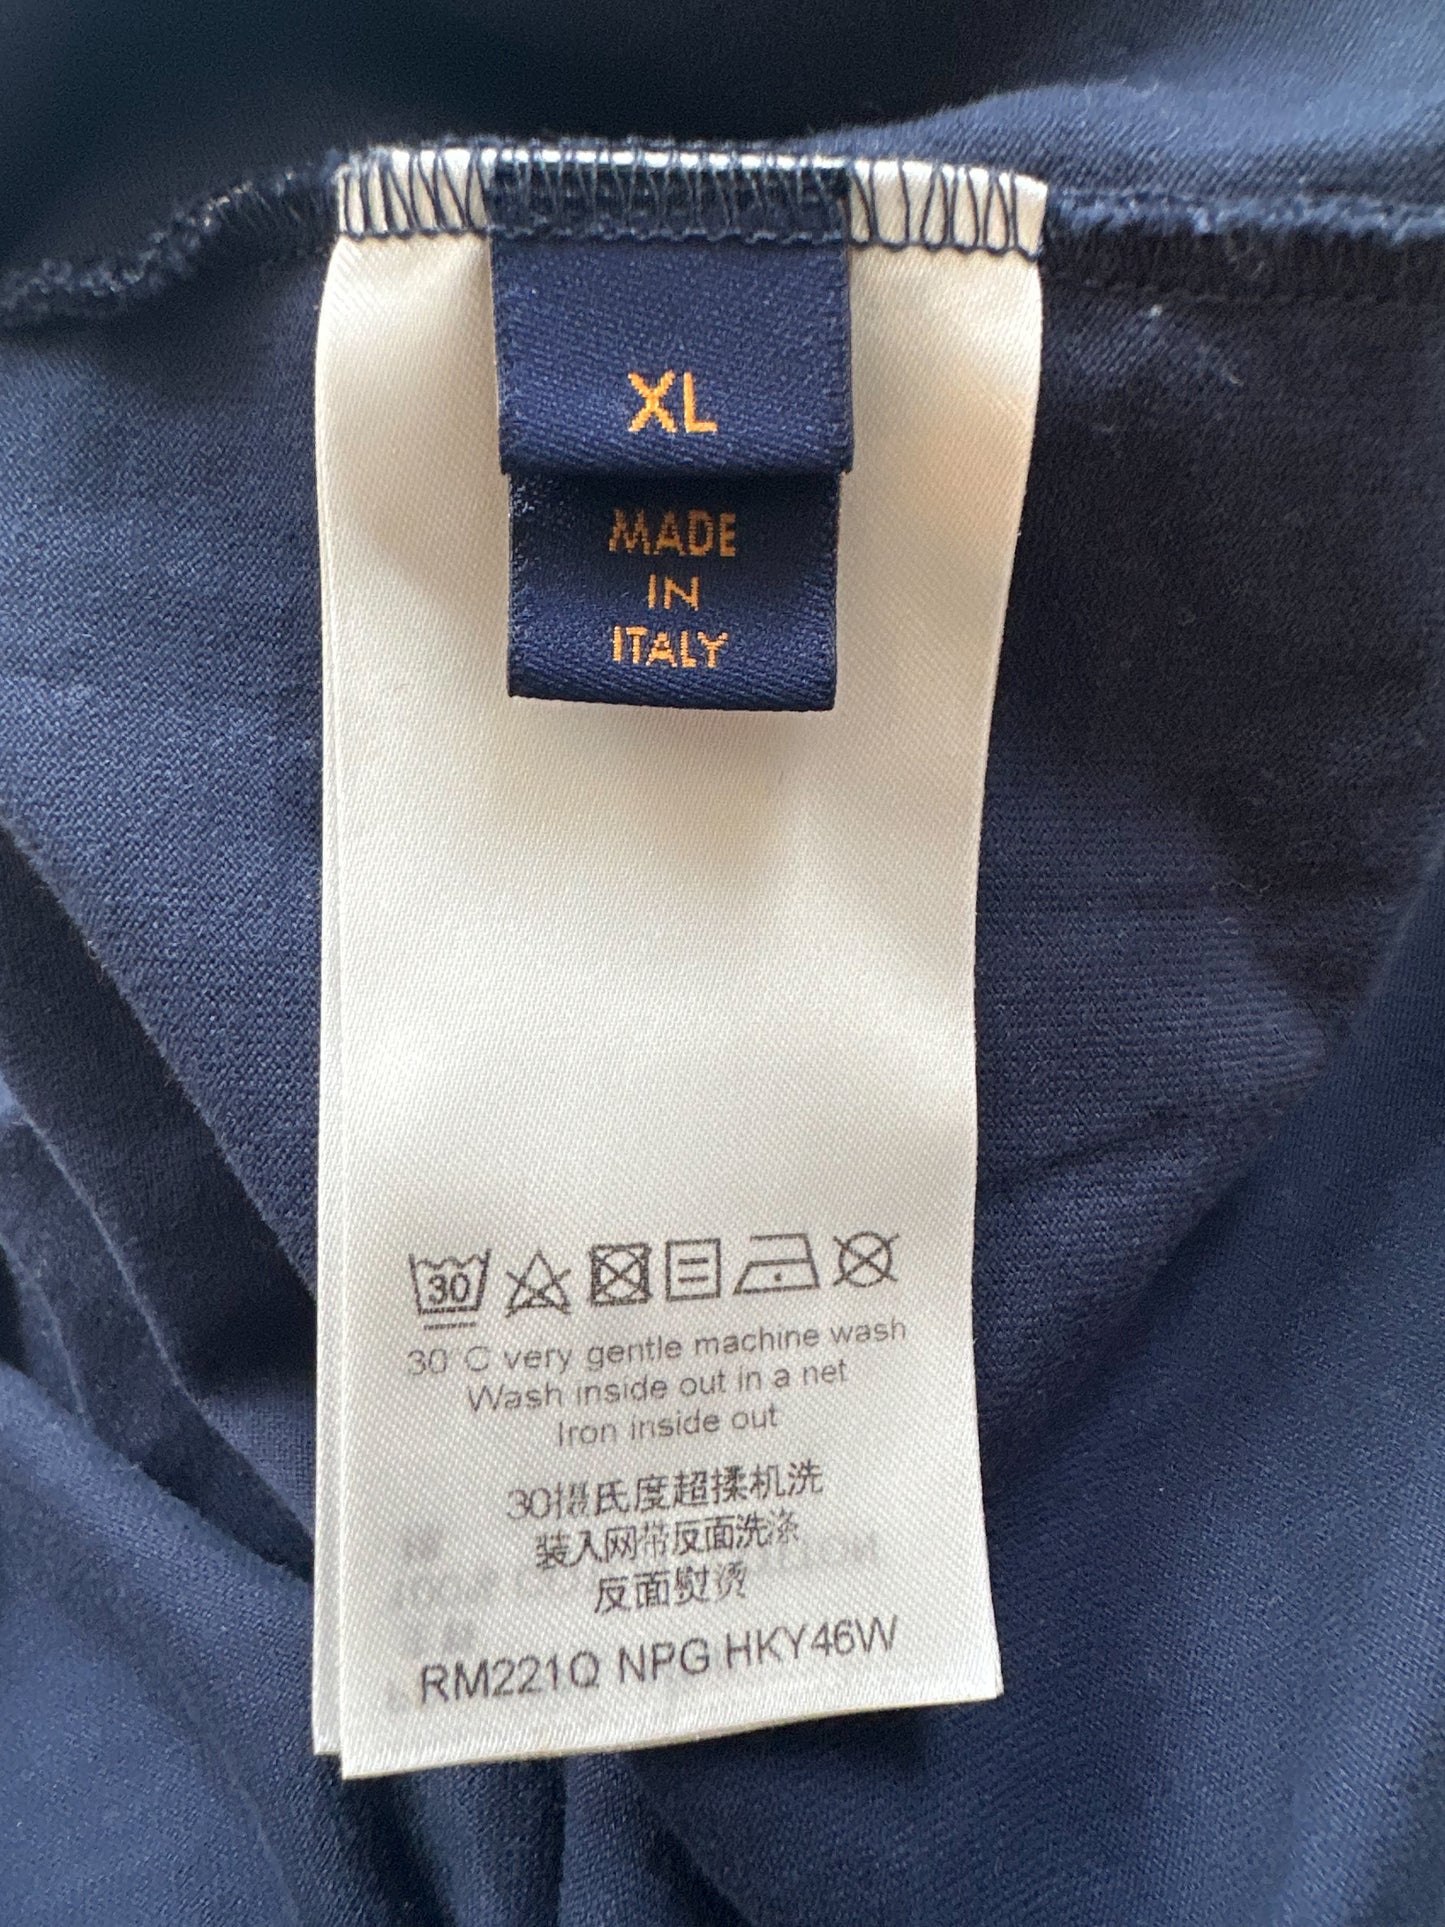 XL
MADE
IN
ITALY
30
30°C very gentle machine wash
Wash inside out in a net
Iron inside out
30摄氏度超揉机洗
装入网带反面洗涤
反面熨烫
RM221Q NPG HKY46W